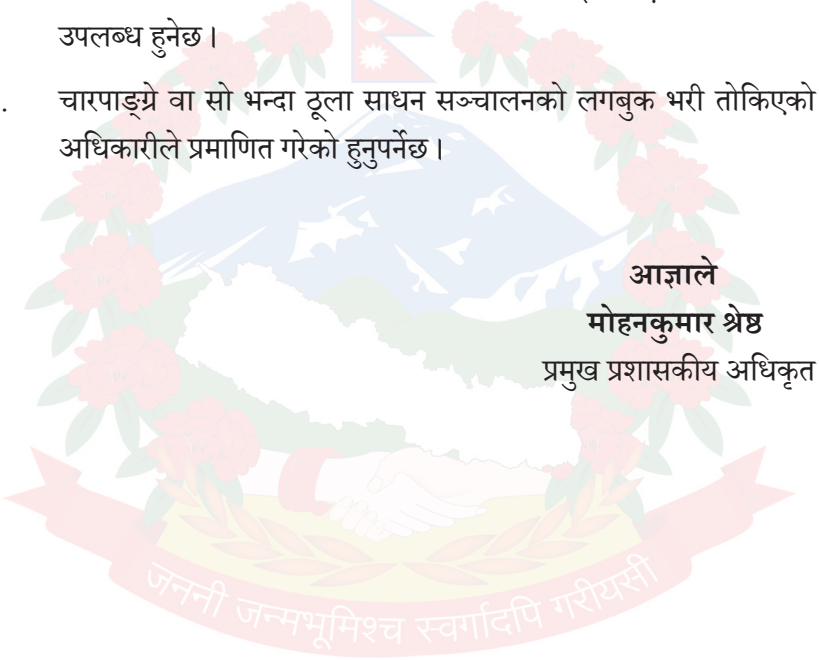 उपलब्ध हुनेछ।
. चारपाङ्ग्रे वा सो भन्दा ठूला साधन सञ्चालनको लगबुक भरी तोकिएको
अधिकारीले प्रमाणित गरेको हुनुपर्नेछ।
आज्ञाले
मोहनकुमार श्रेष्ठ
प्रमुख प्रशासकीय अधिकृत
जननी जन्मभूमिश्च स्वर्गादपि गरीयसी